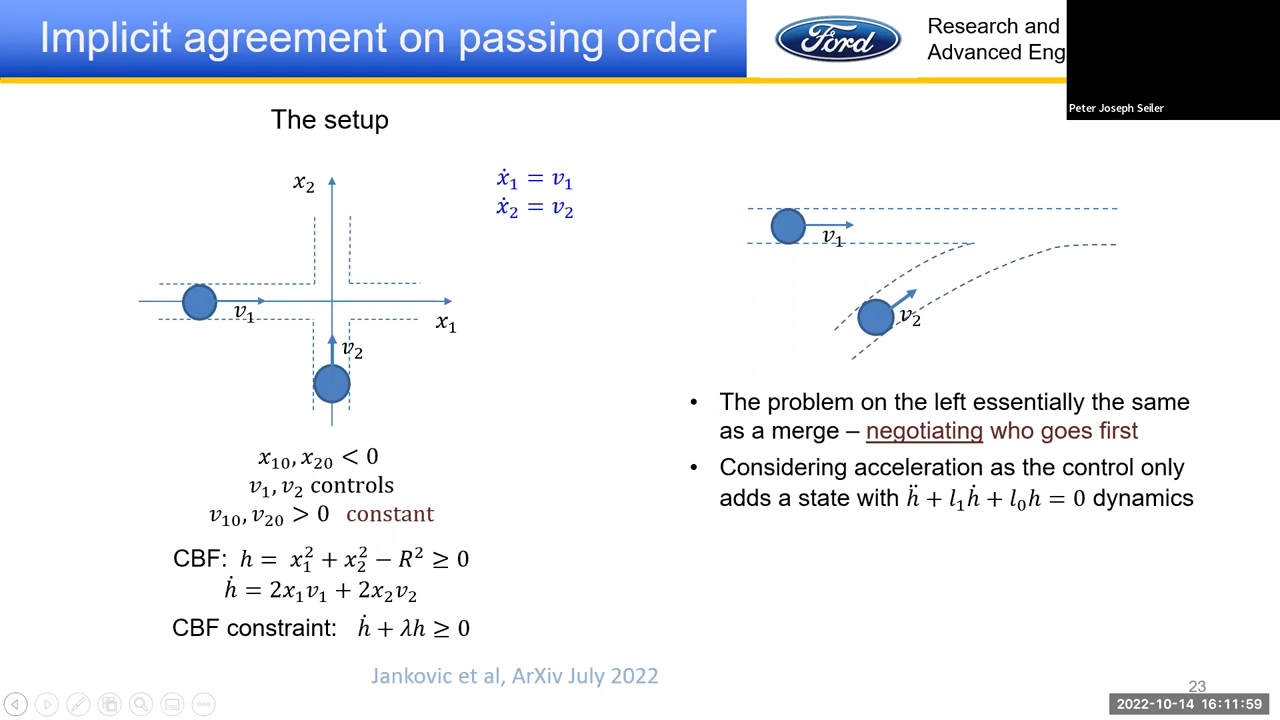 Implicit agreement on passing order
Ford
Research and
Advanced Eng
Peter Joseph Seiler
The setup
x₂
ẋ₁ = v₁
ẋ₂ = v₂
v₁
x₁
v₂
v₁
v₂
x₁₀, x₂₀ < 0
v₁, v₂ controls
v₁₀, v₂₀ > 0 constant
CBF: h = x₁² + x₂² − R² ≥ 0
ḣ = 2x₁v₁ + 2x₂v₂
CBF constraint: ḣ + λh ≥ 0
• The problem on the left essentially the same
as a merge – negotiating who goes first
• Considering acceleration as the control only
adds a state with ḧ + l₁ḣ + l₀h = 0 dynamics
Jankovic et al, ArXiv July 2022
23
2022-10-14 16:11:59